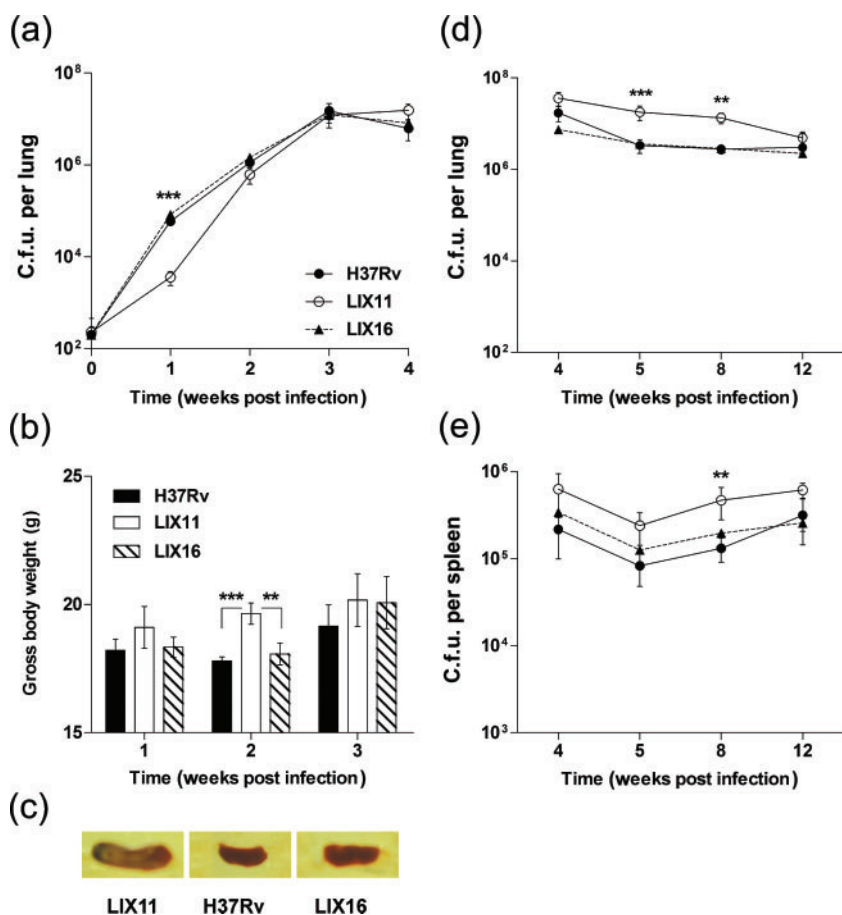 (a)
C.f.u. per lung
10^8
10^6
10^4
10^2
***
H37Rv
LIX11
LIX16
0 1 2 3 4
Time (weeks post infection)
(d)
C.f.u. per lung
10^8
10^6
10^4
10^2
*** **
4 5 8 12
Time (weeks post infection)
(b)
Gross body weight (g)
25
20
15
H37Rv
LIX11
LIX16
*** **
1 2 3
Time (weeks post infection)
(e)
C.f.u. per spleen
10^6
10^5
10^4
10^3
**
4 5 8 12
Time (weeks post infection)
(c)
LIX11 H37Rv LIX16